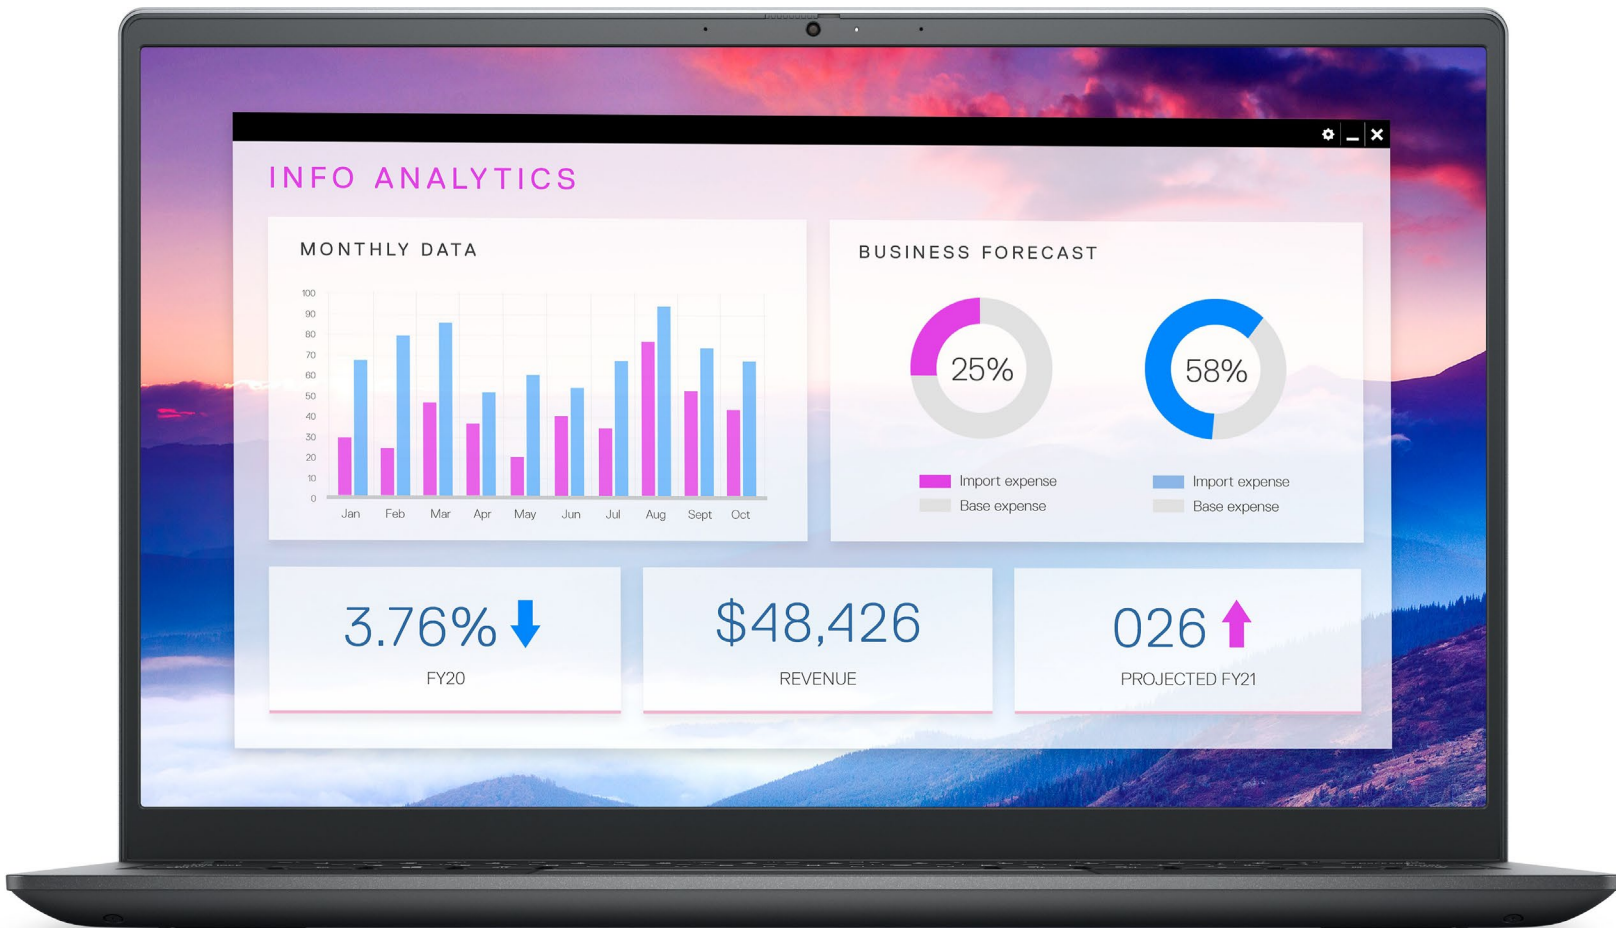 INFO ANALYTICS
MONTHLY DATA
100
90
80
70
60
50
40
30
20
10
0
Jan Feb Mar Apr May Jun Jul Aug Sept Oct
BUSINESS FORECAST
25%
58%
Import expense
Base expense
Import expense
Base expense
3.76%
FY20
$48,426
REVENUE
026
PROJECTED FY21